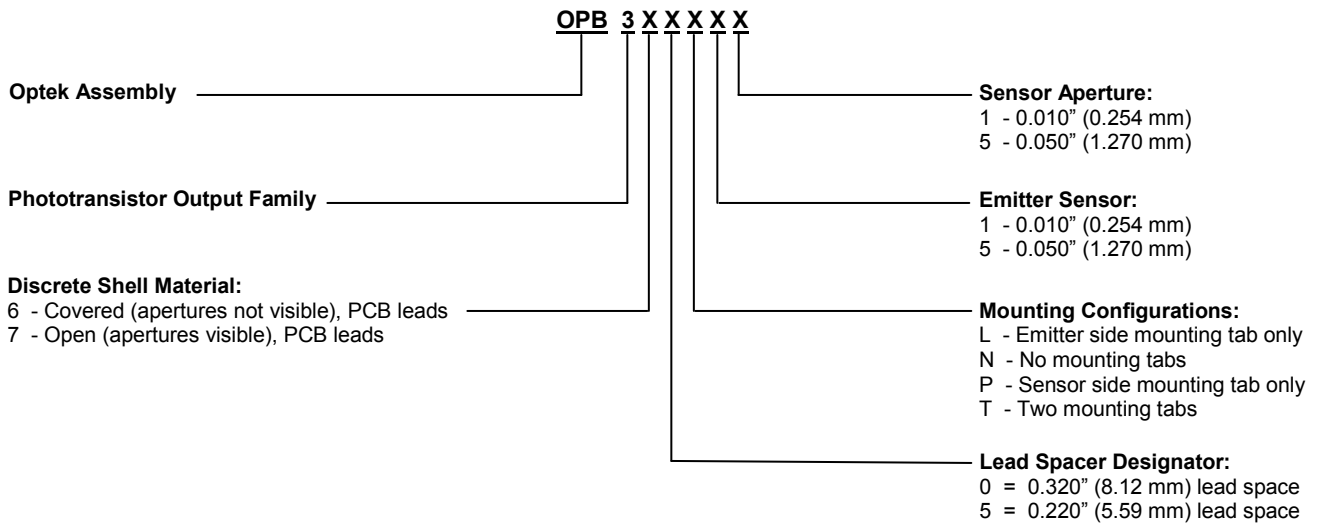 OPB 3 X X X X X
Optek Assembly
Phototransistor Output Family
Discrete Shell Material:
6 - Covered (apertures not visible), PCB leads
7 - Open (apertures visible), PCB leads
Sensor Aperture:
1 - 0.010” (0.254 mm)
5 - 0.050” (1.270 mm)
Emitter Sensor:
1 - 0.010” (0.254 mm)
5 - 0.050” (1.270 mm)
Mounting Configurations:
L - Emitter side mounting tab only
N - No mounting tabs
P - Sensor side mounting tab only
T - Two mounting tabs
Lead Spacer Designator:
0 = 0.320” (8.12 mm) lead space
5 = 0.220” (5.59 mm) lead space